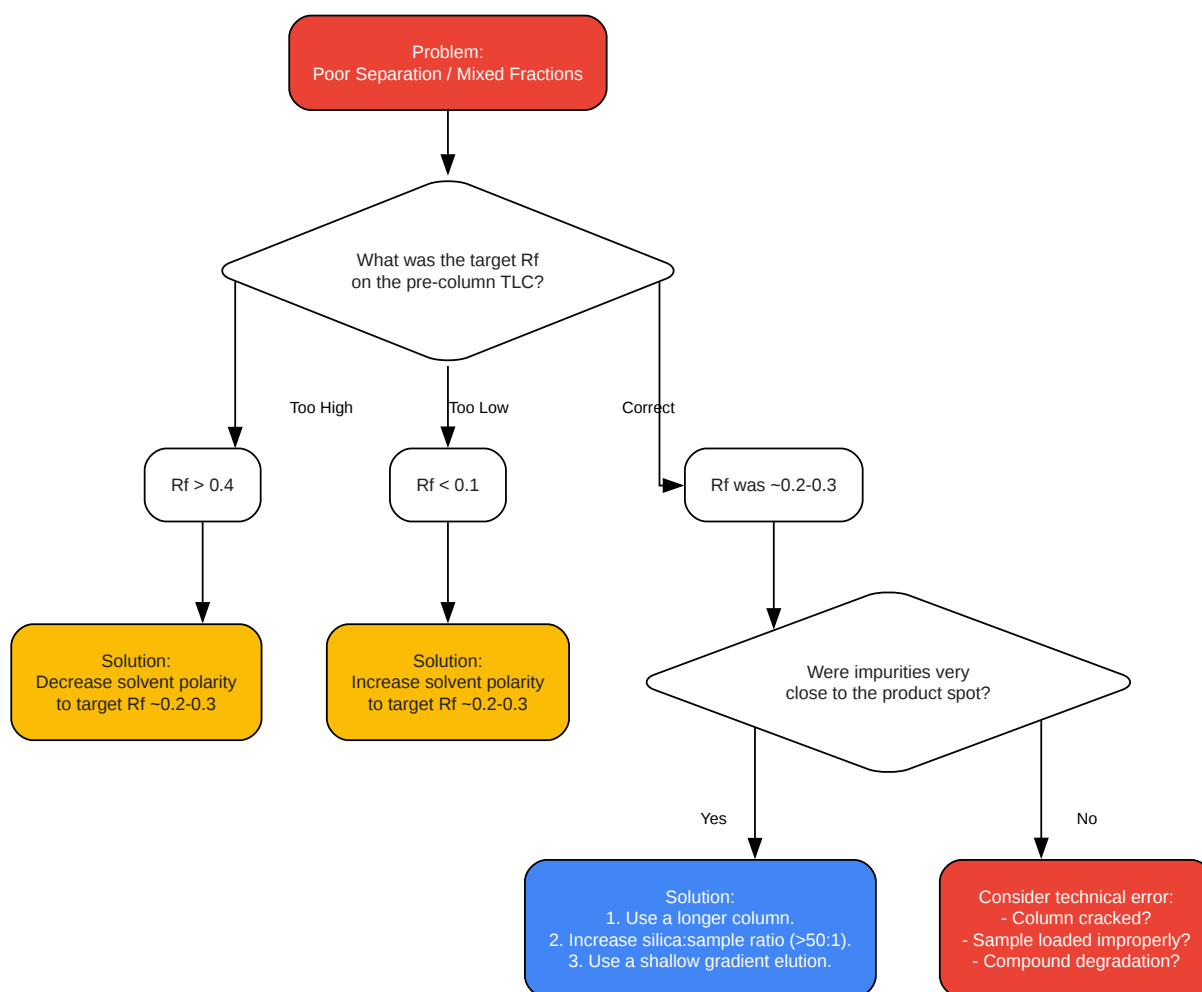 Problem:
Poor Separation / Mixed Fractions
What was the target Rf
on the pre-column TLC?
Too High
Too Low
Correct
Rf > 0.4
Rf < 0.1
Rf was ~0.2-0.3
Solution:
Decrease solvent polarity
to target Rf ~0.2-0.3
Solution:
Increase solvent polarity
to target Rf ~0.2-0.3
Were impurities very
close to the product spot?
Yes
No
Solution:
1. Use a longer column.
2. Increase silica:sample ratio (>50:1).
3. Use a shallow gradient elution.
Consider technical error:
- Column cracked?
- Sample loaded improperly?
- Compound degradation?